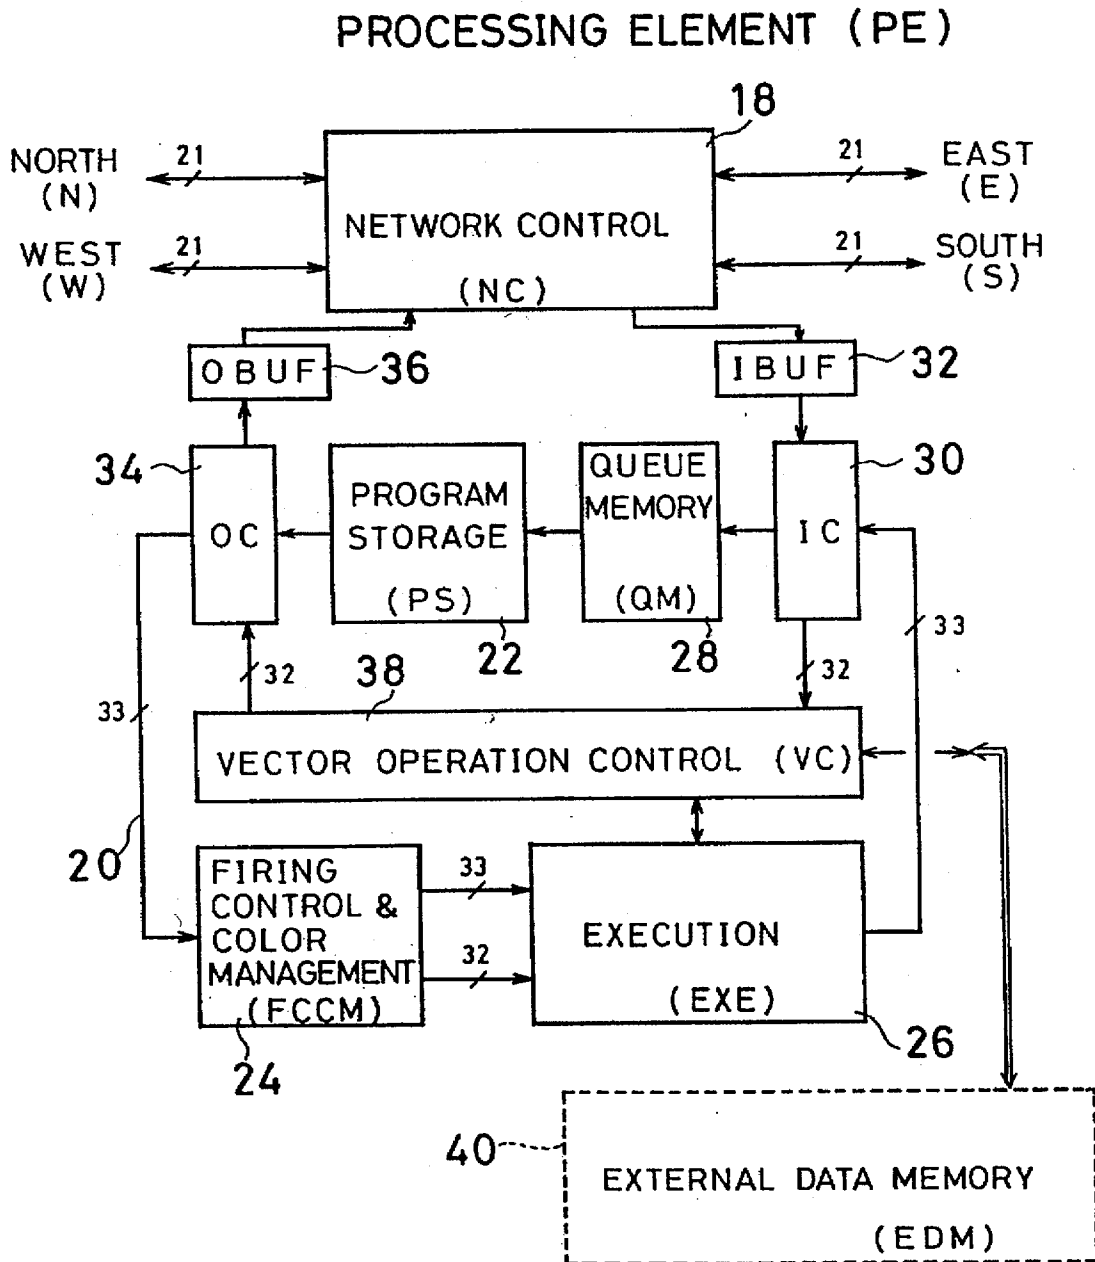 PROCESSING ELEMENT (PE)
18
NORTH
(N)
21
21
EAST
(E)
NETWORK CONTROL
(NC)
WEST
(W)
21
21
SOUTH
(S)
OBUF
36
IBUF
32
34
OC
PROGRAM
STORAGE
(PS)
22
QUEUE
MEMORY
(QM)
28
IC
30
33
32
38
32
33
VECTOR OPERATION CONTROL (VC)
20
FIRING
CONTROL &
COLOR
MANAGEMENT
(FCCM)
24
33
32
EXECUTION
(EXE)
26
40
EXTERNAL DATA MEMORY
(EDM)